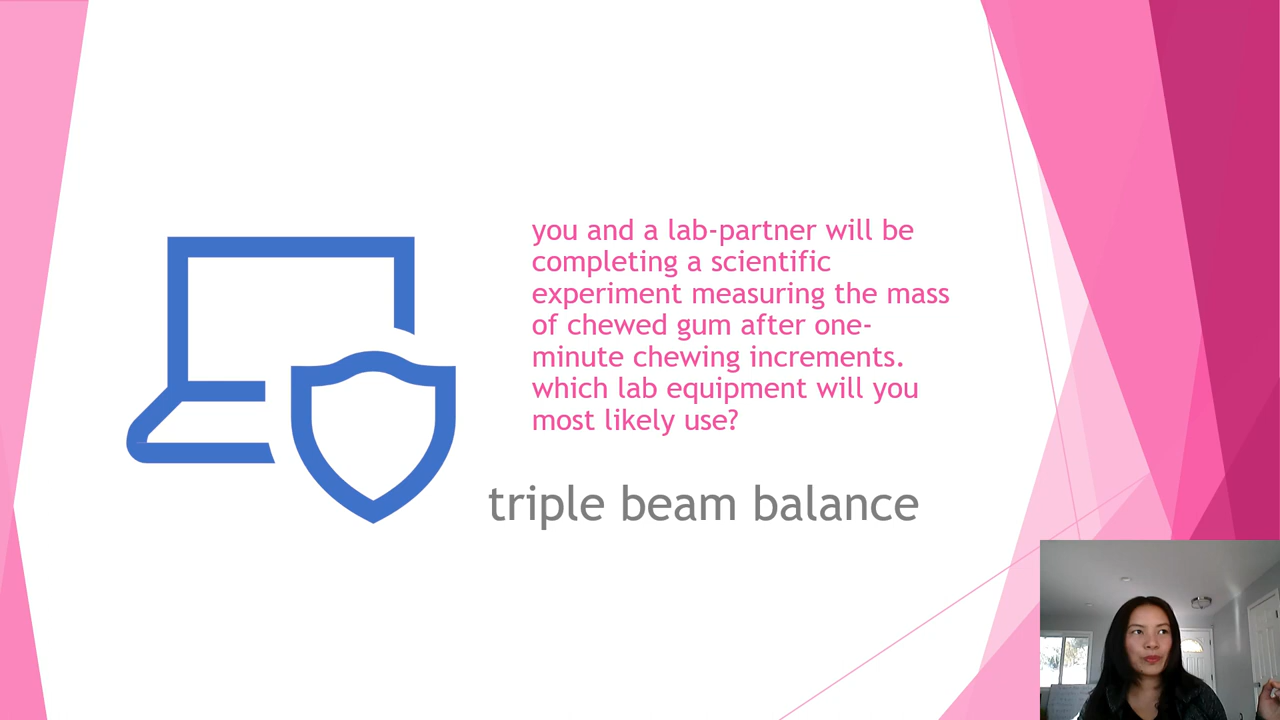 you and a lab-partner will be
completing a scientific
experiment measuring the mass
of chewed gum after one-
minute chewing increments.
which lab equipment will you
most likely use?
triple beam balance